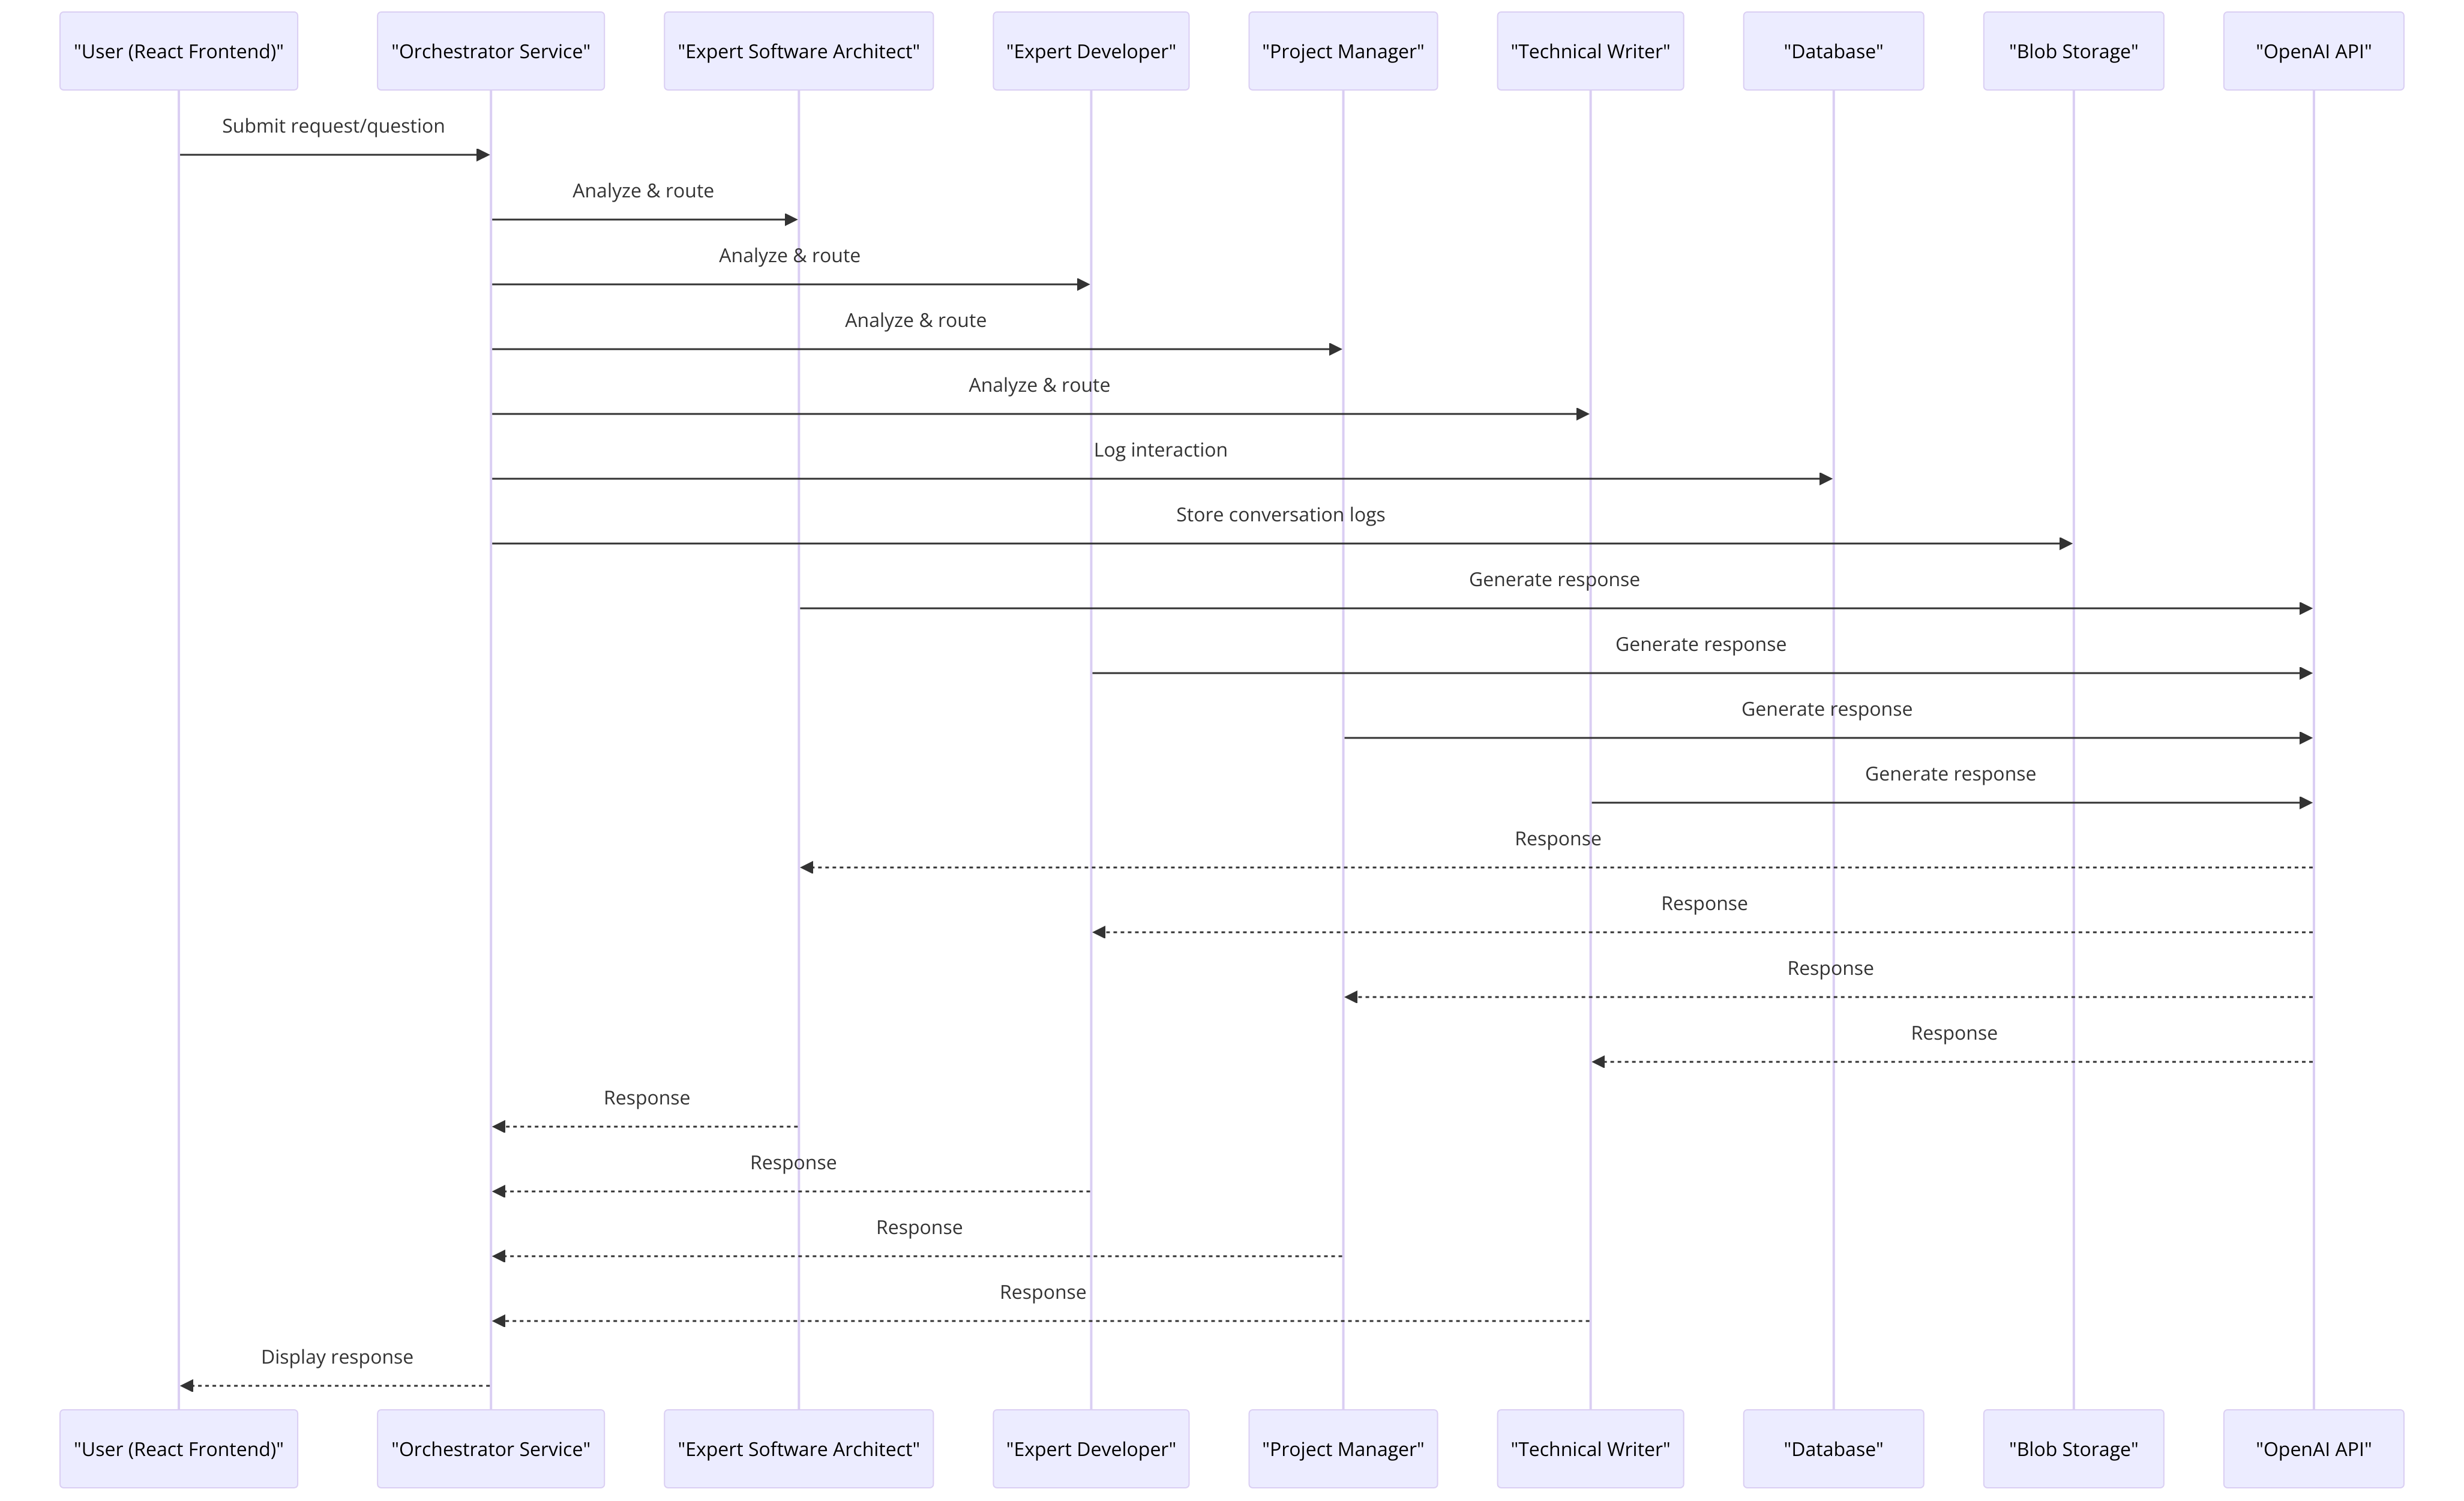 "User (React Frontend)"
"Orchestrator Service"
"Expert Software Architect"
"Expert Developer"
"Project Manager"
"Technical Writer"
"Database"
"Blob Storage"
"OpenAI API"
Submit request/question
Analyze & route
Analyze & route
Analyze & route
Analyze & route
Log interaction
Store conversation logs
Generate response
Generate response
Generate response
Generate response
Response
Response
Response
Response
Response
Response
Response
Response
Display response
"User (React Frontend)"
"Orchestrator Service"
"Expert Software Architect"
"Expert Developer"
"Project Manager"
"Technical Writer"
"Database"
"Blob Storage"
"OpenAI API"